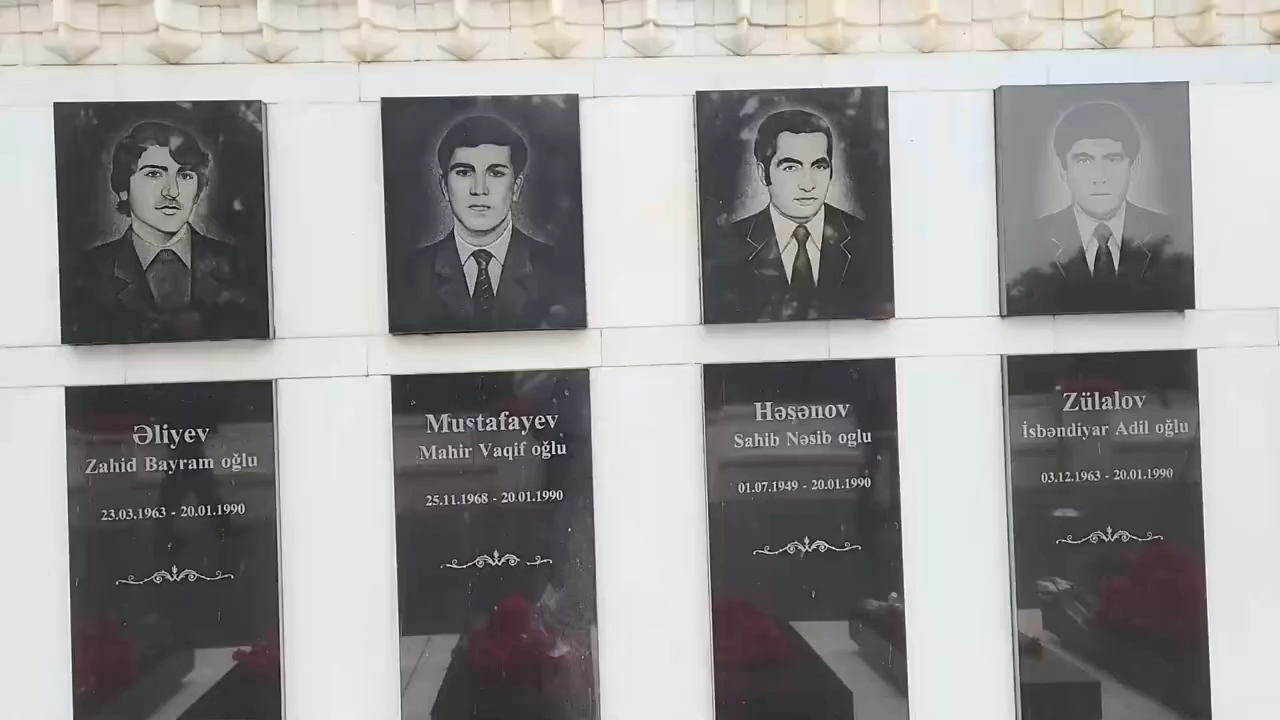 Əliyev
Zahid Bayram oğlu
23.03.1963 - 20.01.1990
Mustafayev
Mahir Vaqif oğlu
25.11.1968 - 20.01.1990
Həsənov
Sahib Nəsib oglu
01.07.1949 - 20.01.1990
Zülalov
İsbəndiyar Adil oğlu
03.12.1963 - 20.01.1990